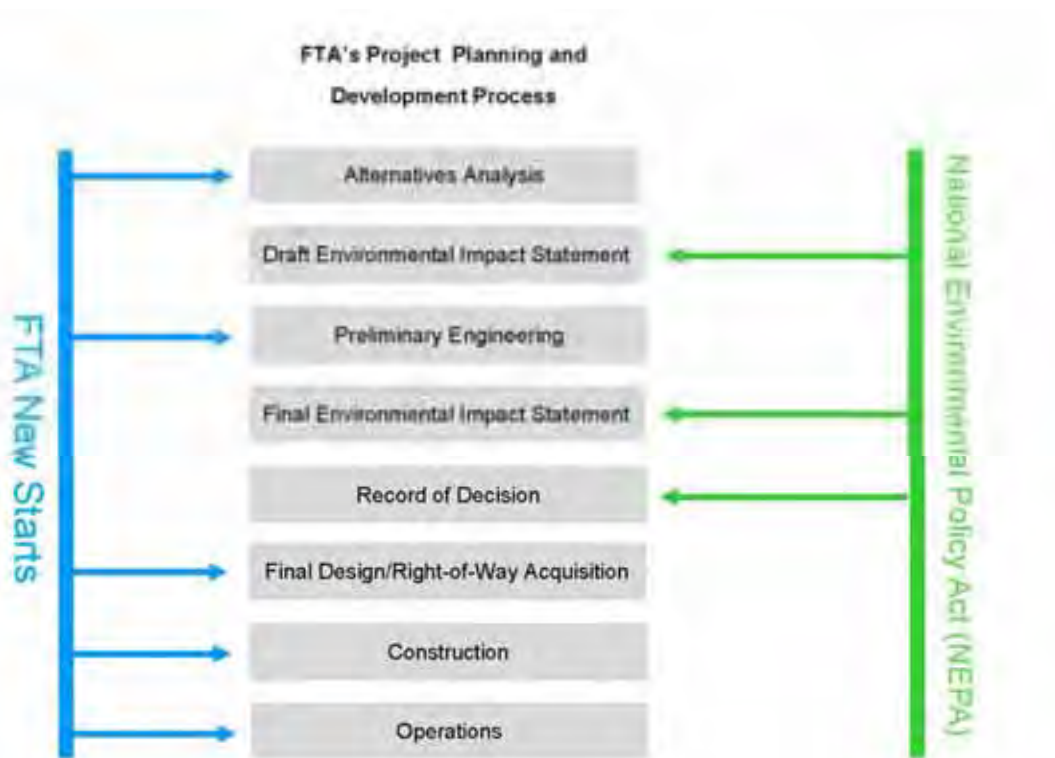 FTA's Project Planning and
Development Process
Alternatives Analysis
Draft Environmental Impact Statement
Preliminary Engineering
Final Environmental Impact Statement
Record of Decision
Final Design/Right-of-Way Acquisition
Construction
Operations
FTA New Starts
National Environmental Policy Act (NEPA)